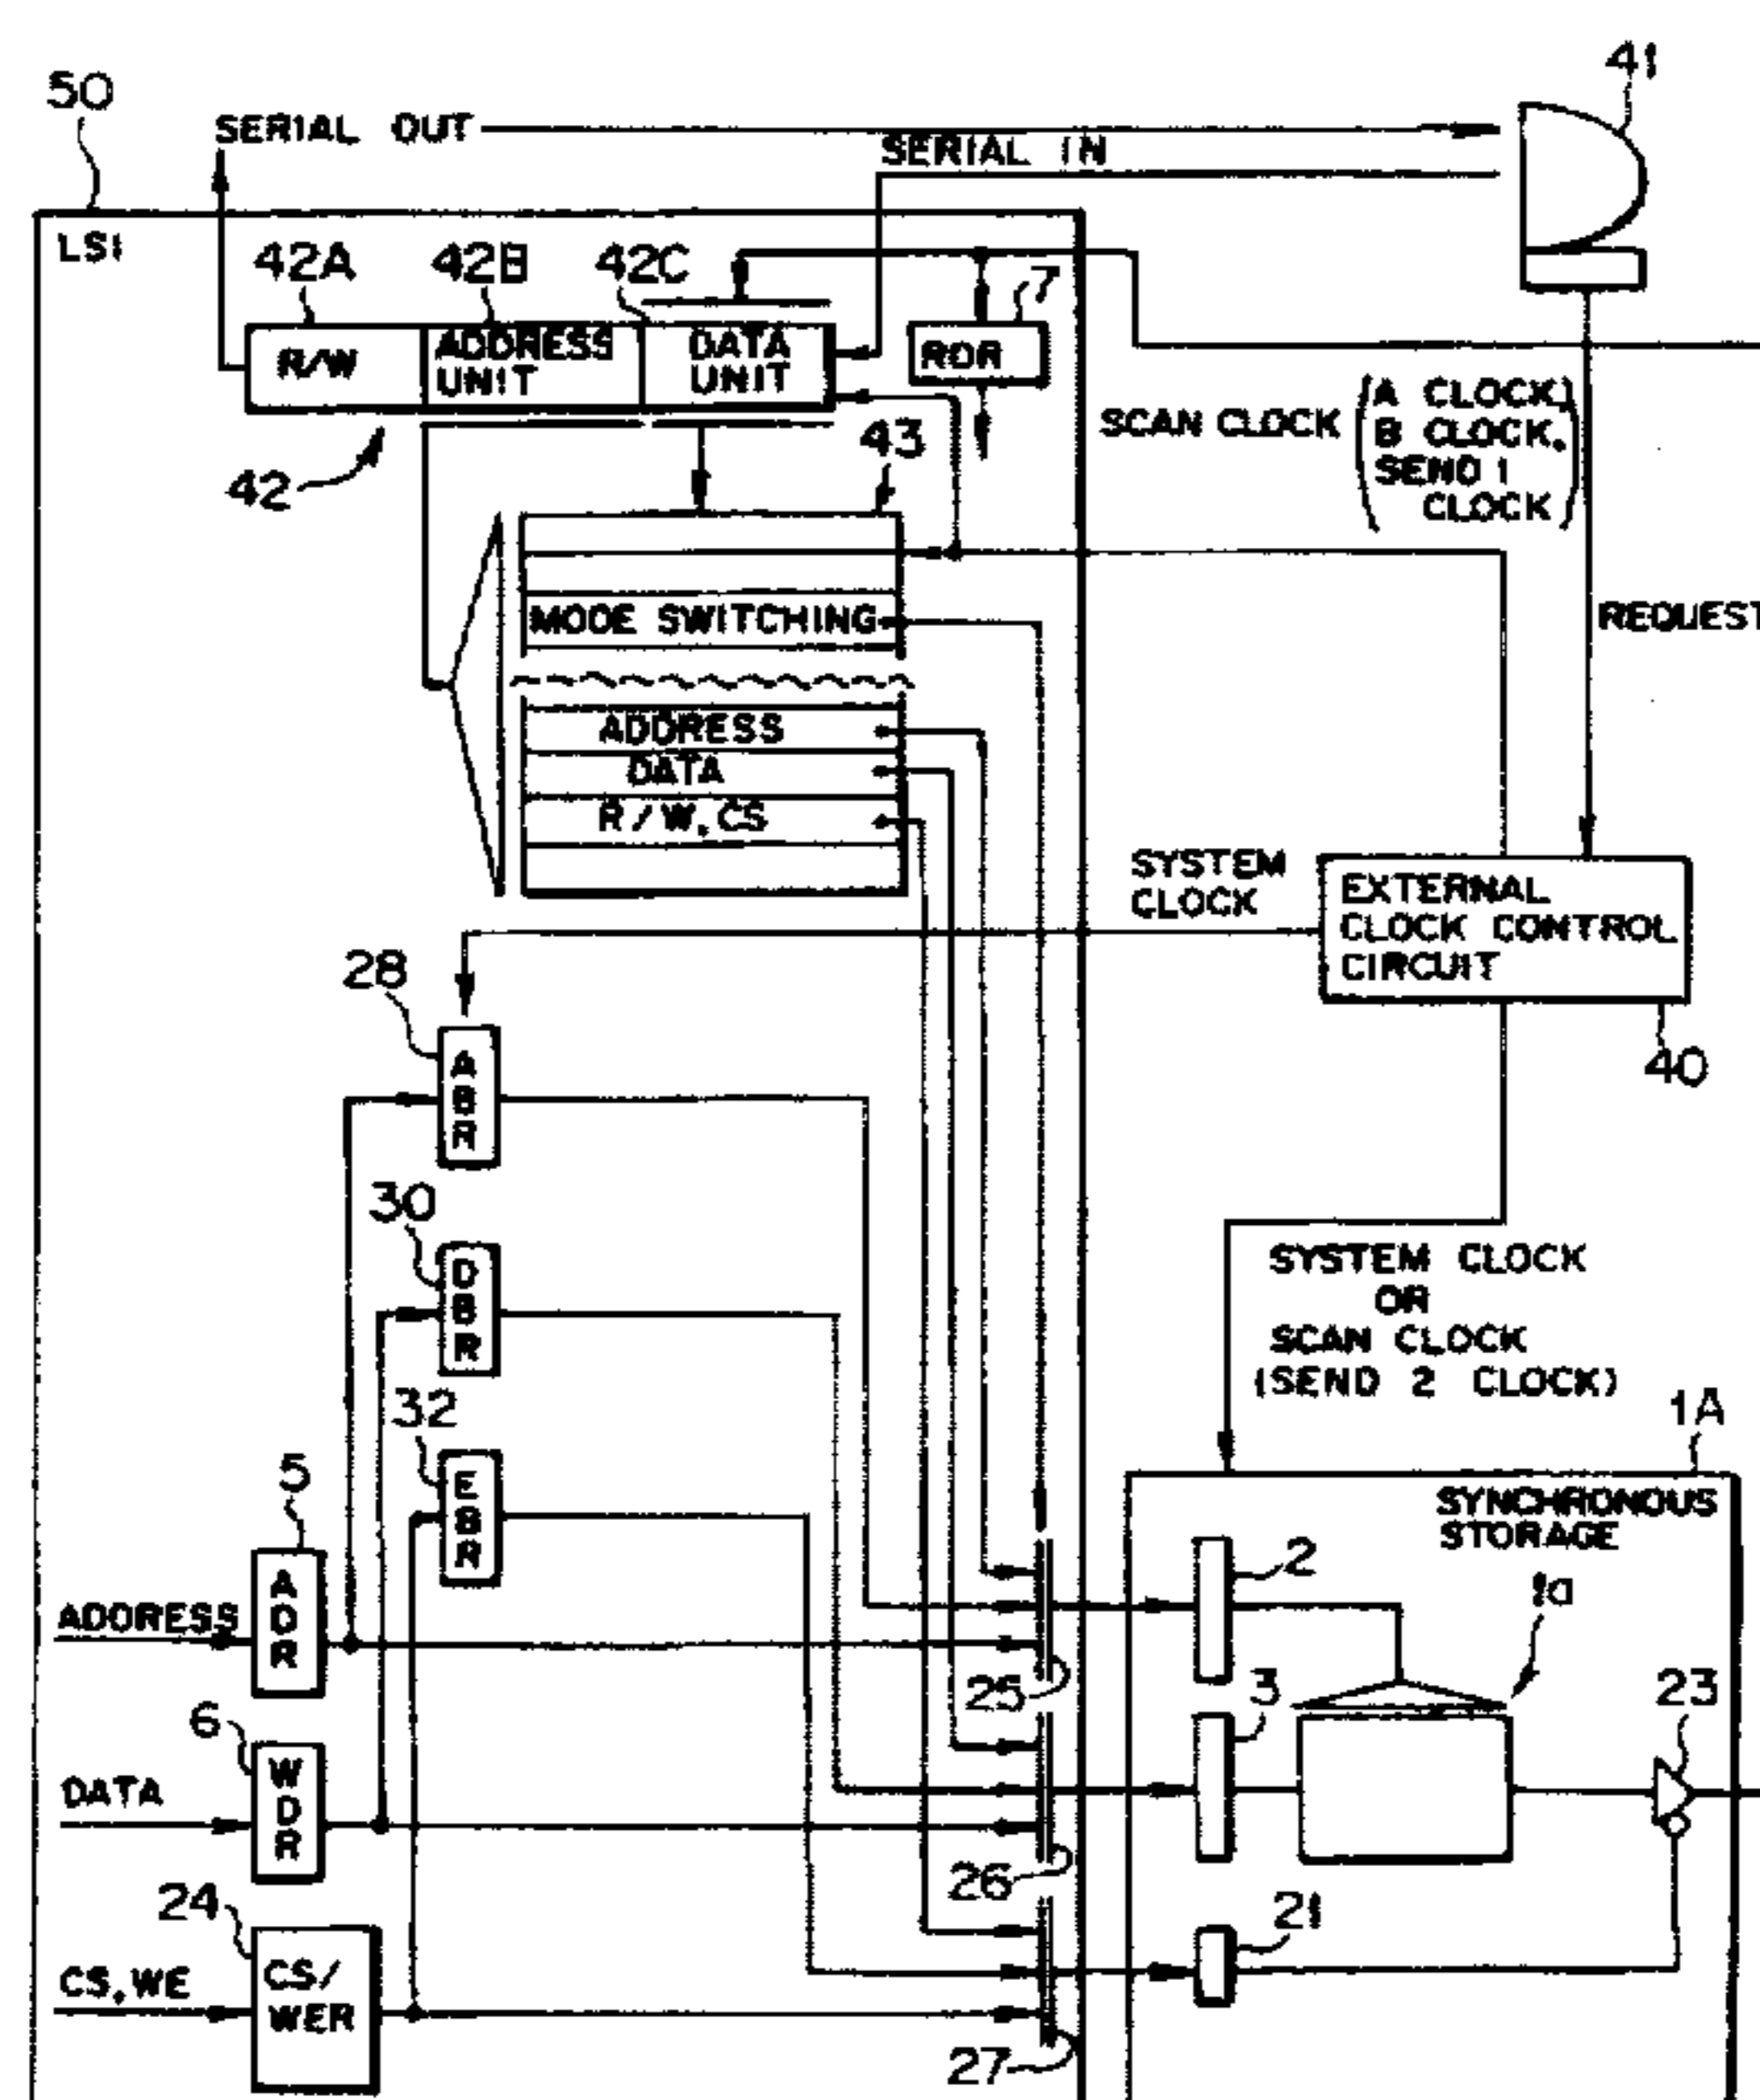 50
SERIAL OUT
SERIAL IN
41
LSI
42A
42B
42C
7
R/W
ADDRESS
UNIT
DATA
UNIT
RDR
SCAN CLOCK
(A CLOCK,
B CLOCK,
SEND 1
CLOCK)
42
43
MODE SWITCHING
REQUEST
ADDRESS
DATA
R/W,CS
SYSTEM
CLOCK
EXTERNAL
CLOCK CONTROL
CIRCUIT
40
28
ABR
30
DBR
SYSTEM CLOCK
OR
SCAN CLOCK
(SEND 2 CLOCK)
32
EBR
1A
SYNCHRONOUS
STORAGE
5
ADR
ADDRESS
2
1a
25
3
23
6
WDR
DATA
26
24
CS/
WER
CS,WE
21
27